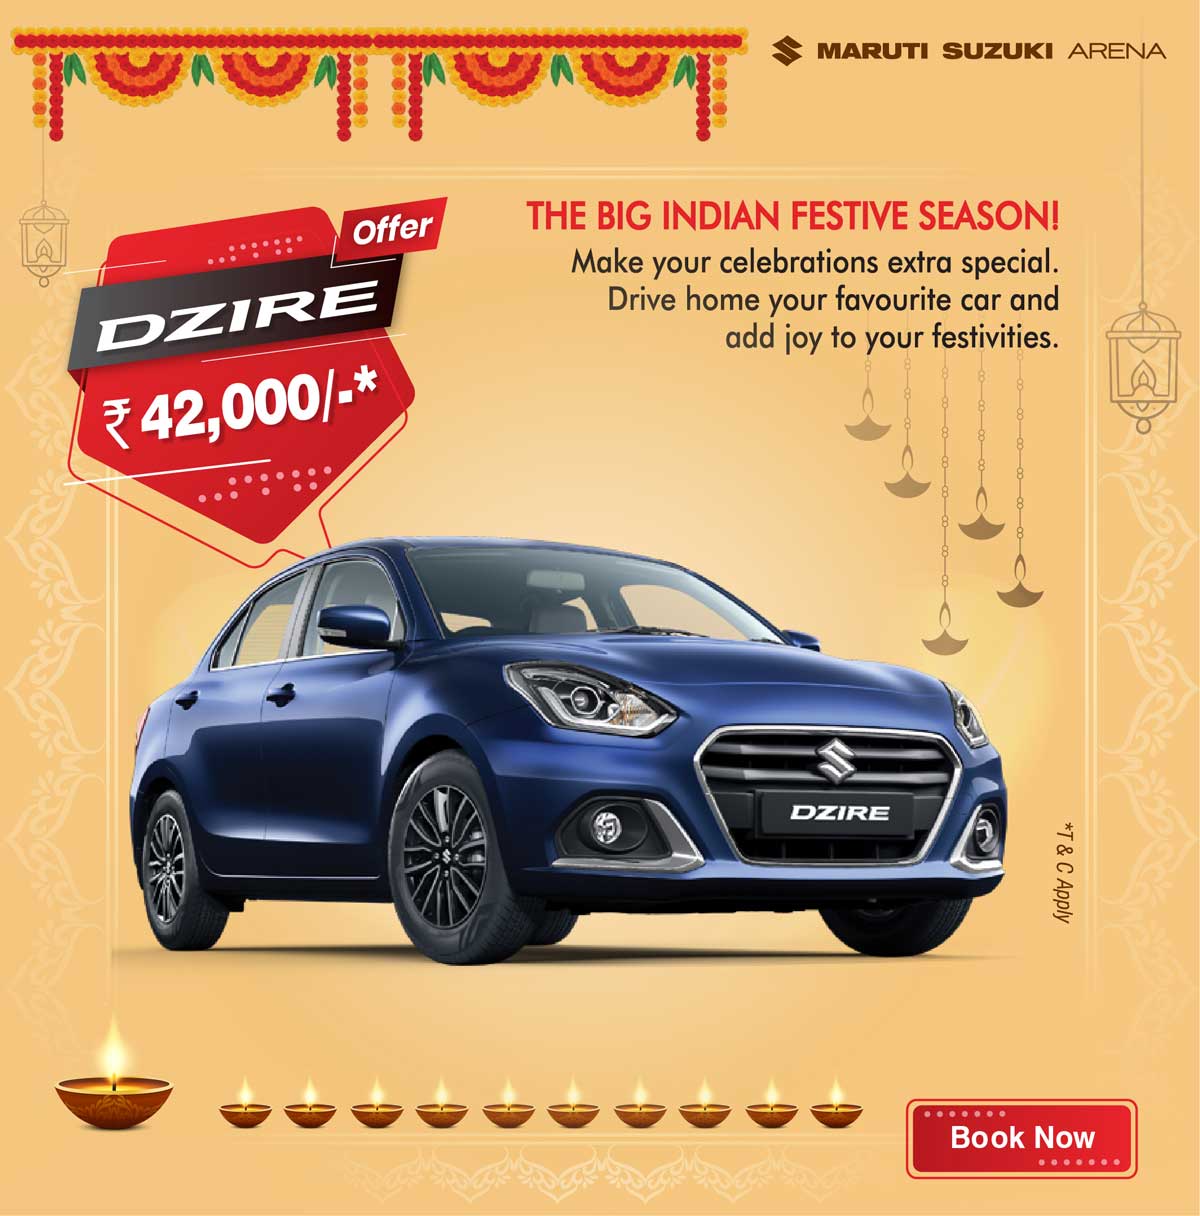 MARUTI SUZUKI ARENA
Offer
DZIRE
₹ 42,000/-*
THE BIG INDIAN FESTIVE SEASON!
Make your celebrations extra special.
Drive home your favourite car and
add joy to your festivities.
DZIRE
*T & C Apply
Book Now